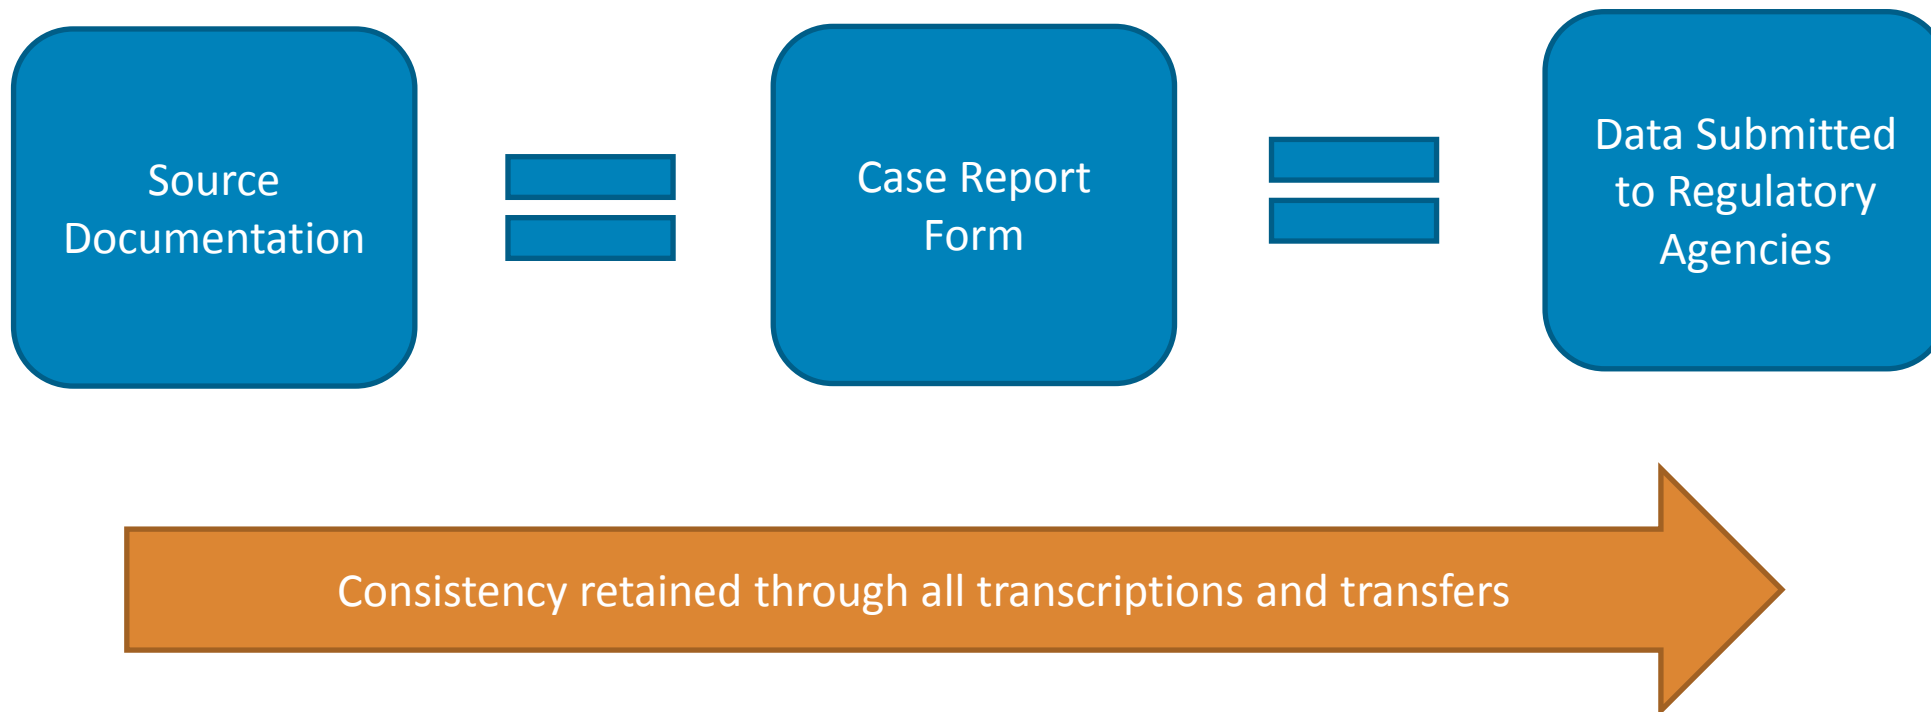 Source
Documentation
Case Report
Form
Data Submitted
to Regulatory
Agencies
Consistency retained through all transcriptions and transfers